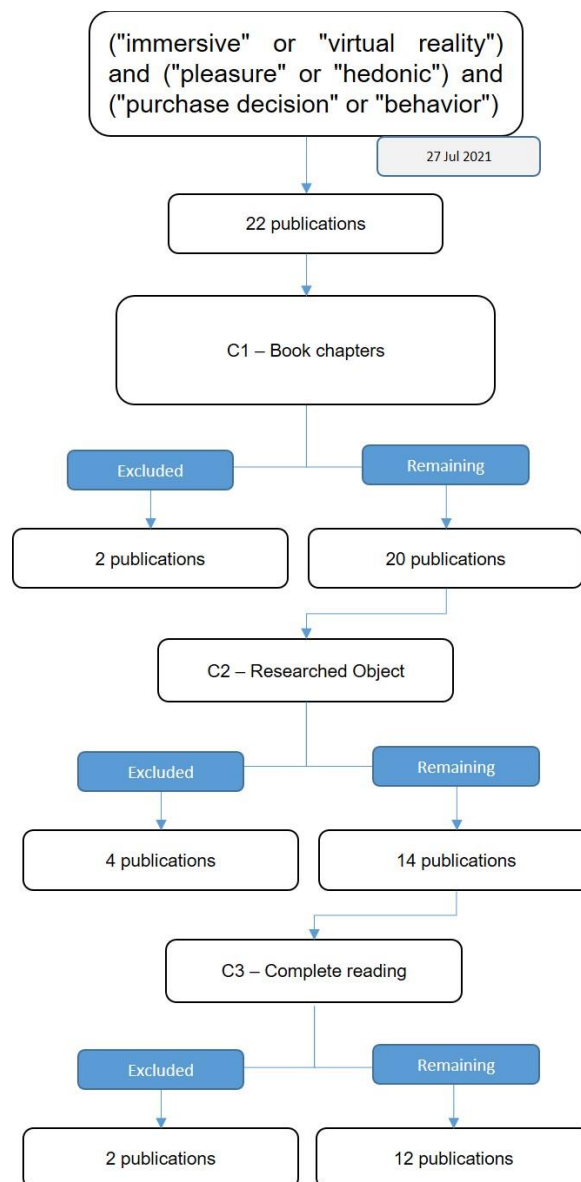 ("immersive" or "virtual reality")
and ("pleasure" or "hedonic") and
("purchase decision" or "behavior")
27 Jul 2021
22 publications
C1 – Book chapters
Excluded
Remaining
2 publications
20 publications
C2 – Researched Object
Excluded
Remaining
4 publications
14 publications
C3 – Complete reading
Excluded
Remaining
2 publications
12 publications